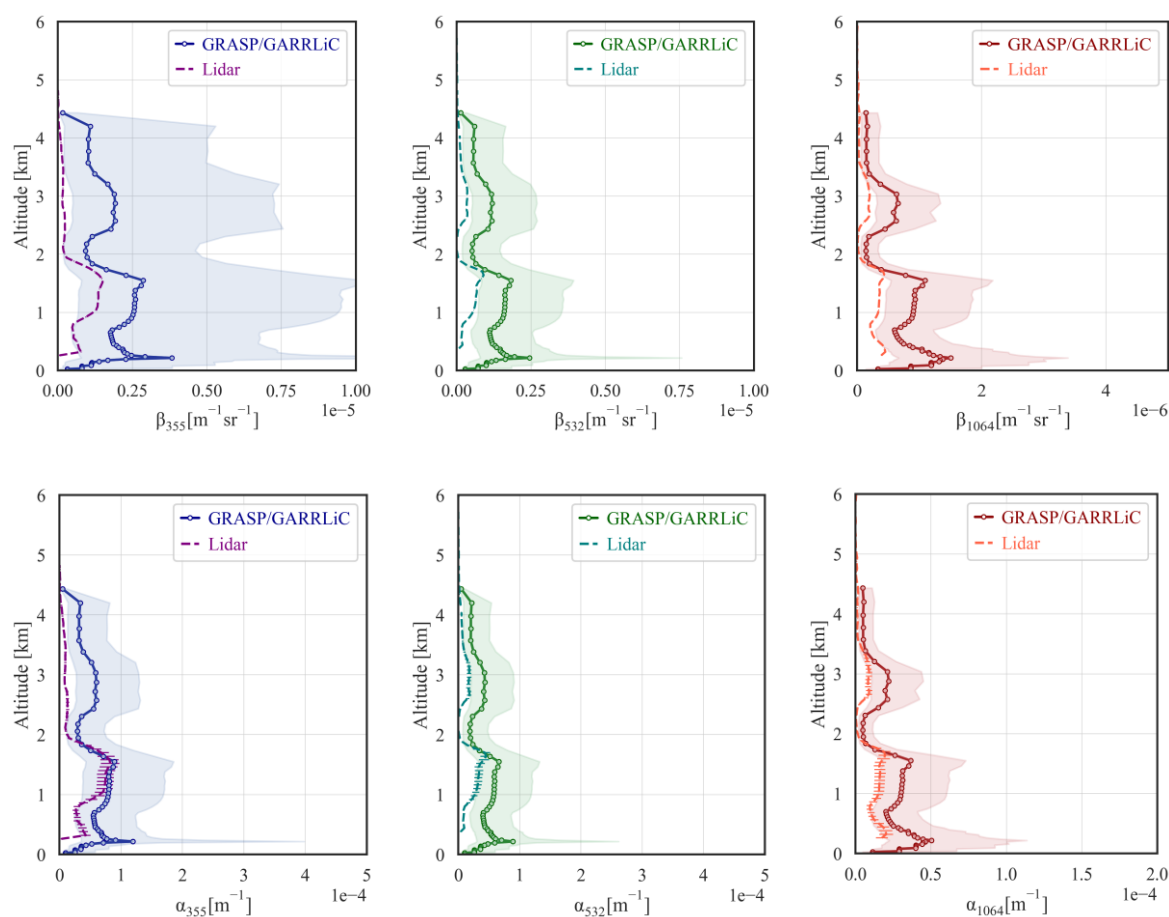 6
5
4
3
2
1
0
Altitude [km]
GRASP/GARRLiC
Lidar
0.00 0.25 0.50 0.75 1.00
1e−5
β355[m−1sr−1]
6
5
4
3
2
1
0
Altitude [km]
GRASP/GARRLiC
Lidar
0.00 0.25 0.50 0.75 1.00
1e−5
β532[m−1sr−1]
6
5
4
3
2
1
0
Altitude [km]
GRASP/GARRLiC
Lidar
0 2 4
1e−6
β1064[m−1sr−1]
6
5
4
3
2
1
0
Altitude [km]
GRASP/GARRLiC
Lidar
0 1 2 3 4 5
1e−4
α355[m−1]
6
5
4
3
2
1
0
Altitude [km]
GRASP/GARRLiC
Lidar
0 1 2 3 4 5
1e−4
α532[m−1]
6
5
4
3
2
1
0
Altitude [km]
GRASP/GARRLiC
Lidar
0.0 0.5 1.0 1.5 2.0
1e−4
α1064[m−1]